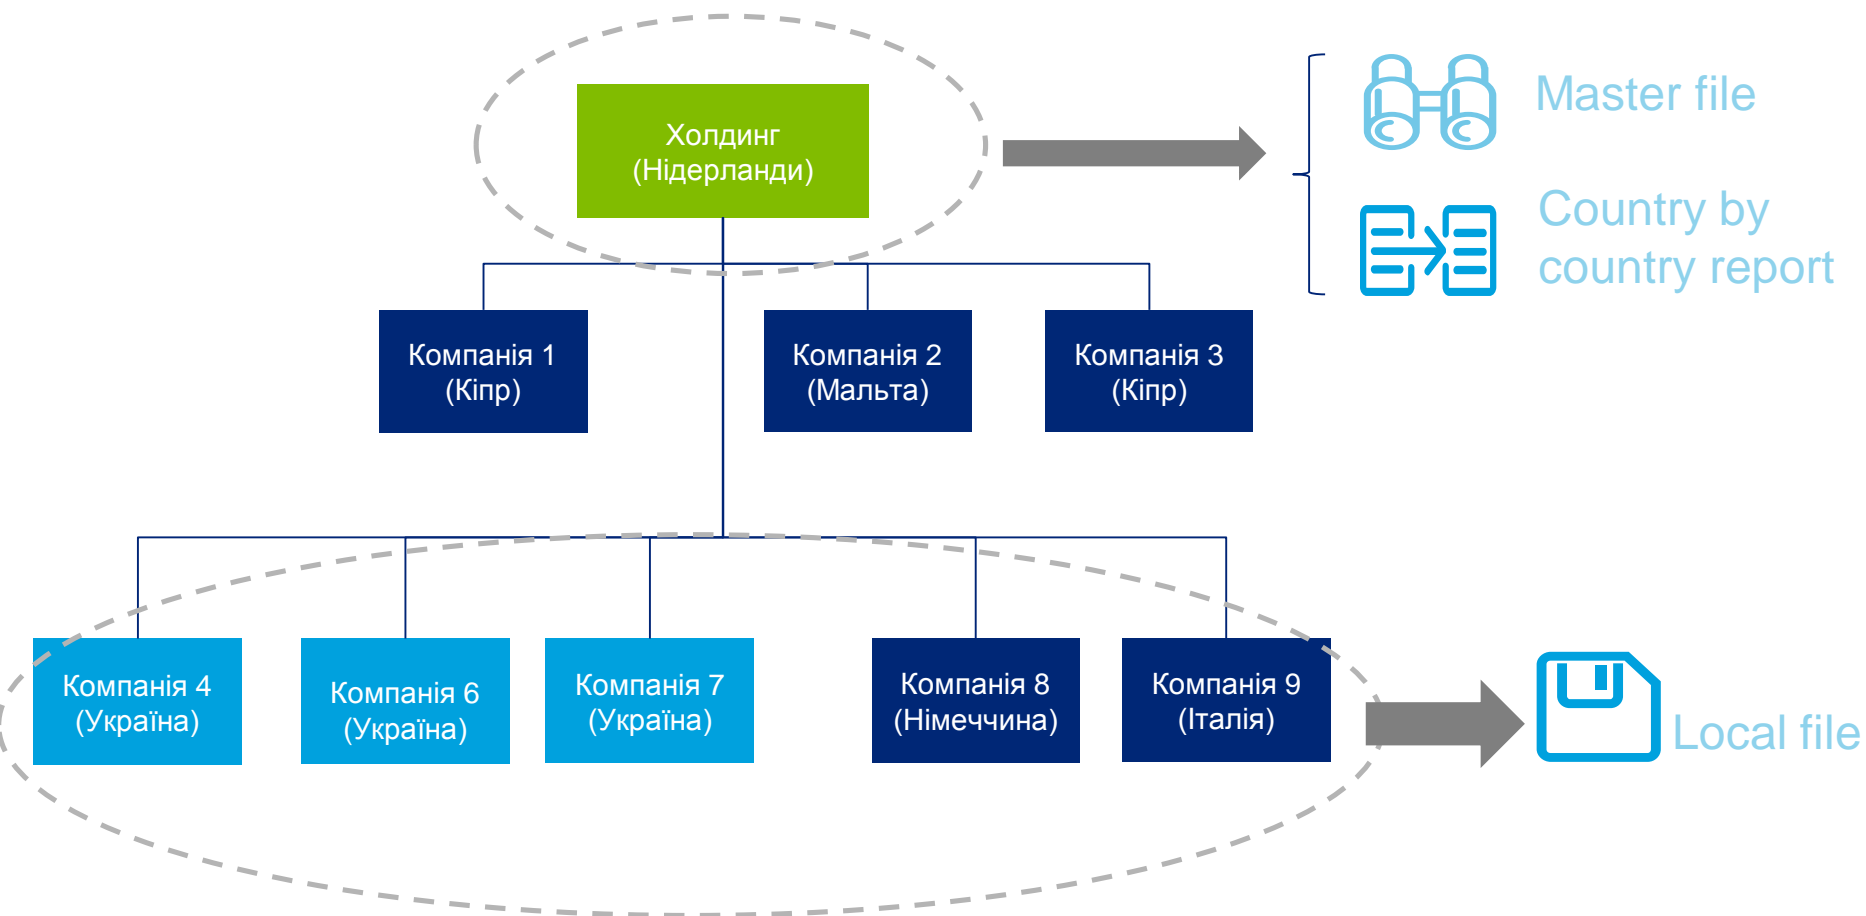 Холдинг
(Нідерланди)
Master file
Country by
country report
Компанія 1
(Кіпр)
Компанія 2
(Мальта)
Компанія 3
(Кіпр)
Компанія 4
(Україна)
Компанія 6
(Україна)
Компанія 7
(Україна)
Компанія 8
(Німеччина)
Компанія 9
(Італія)
Local file